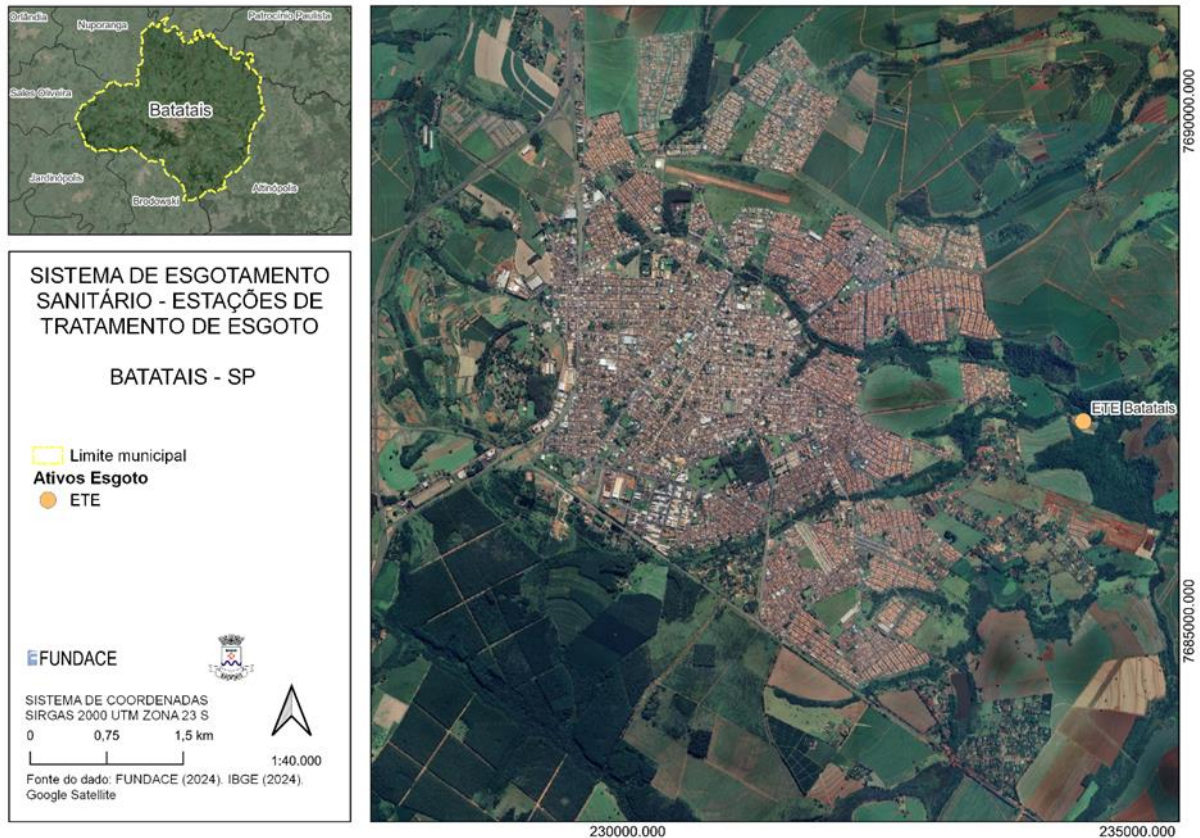 Orlândia
Nuporanga
Patrocínio Paulista
Sales Oliveira
Batatais
Jardinópolis
Brodowski
Altinópolis
SISTEMA DE ESGOTAMENTO
SANITÁRIO - ESTAÇÕES DE
TRATAMENTO DE ESGOTO
BATATAIS - SP
Limite municipal
Ativos Esgoto
ETE
FUNDACE
SISTEMA DE COORDENADAS
SIRGAS 2000 UTM ZONA 23 S
0 0,75 1,5 km
1:40.000
Fonte do dado: FUNDACE (2024). IBGE (2024).
Google Satellite
ETE Batatais
7690000.000
7685000.000
230000.000
235000.000